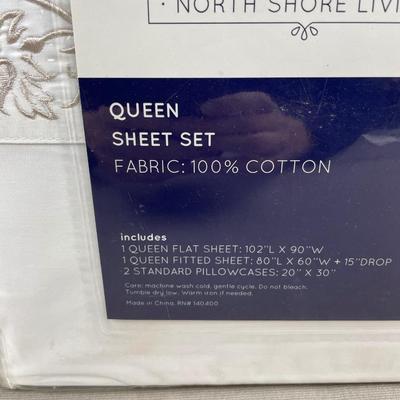 · NORTH SHORE LIVI
QUEEN
SHEET SET
FABRIC: 100% COTTON
includes
1 QUEEN FLAT SHEET: 102"L X 90"W
1 QUEEN FITTED SHEET: 80"L X 60"W + 15"DROP
2 STANDARD PILLOWCASES: 20" X 30"
Care: machine wash cold, gentle cycle. Do not bleach.
Tumble dry low. Warm iron if needed.
Made in China. RN# 140400